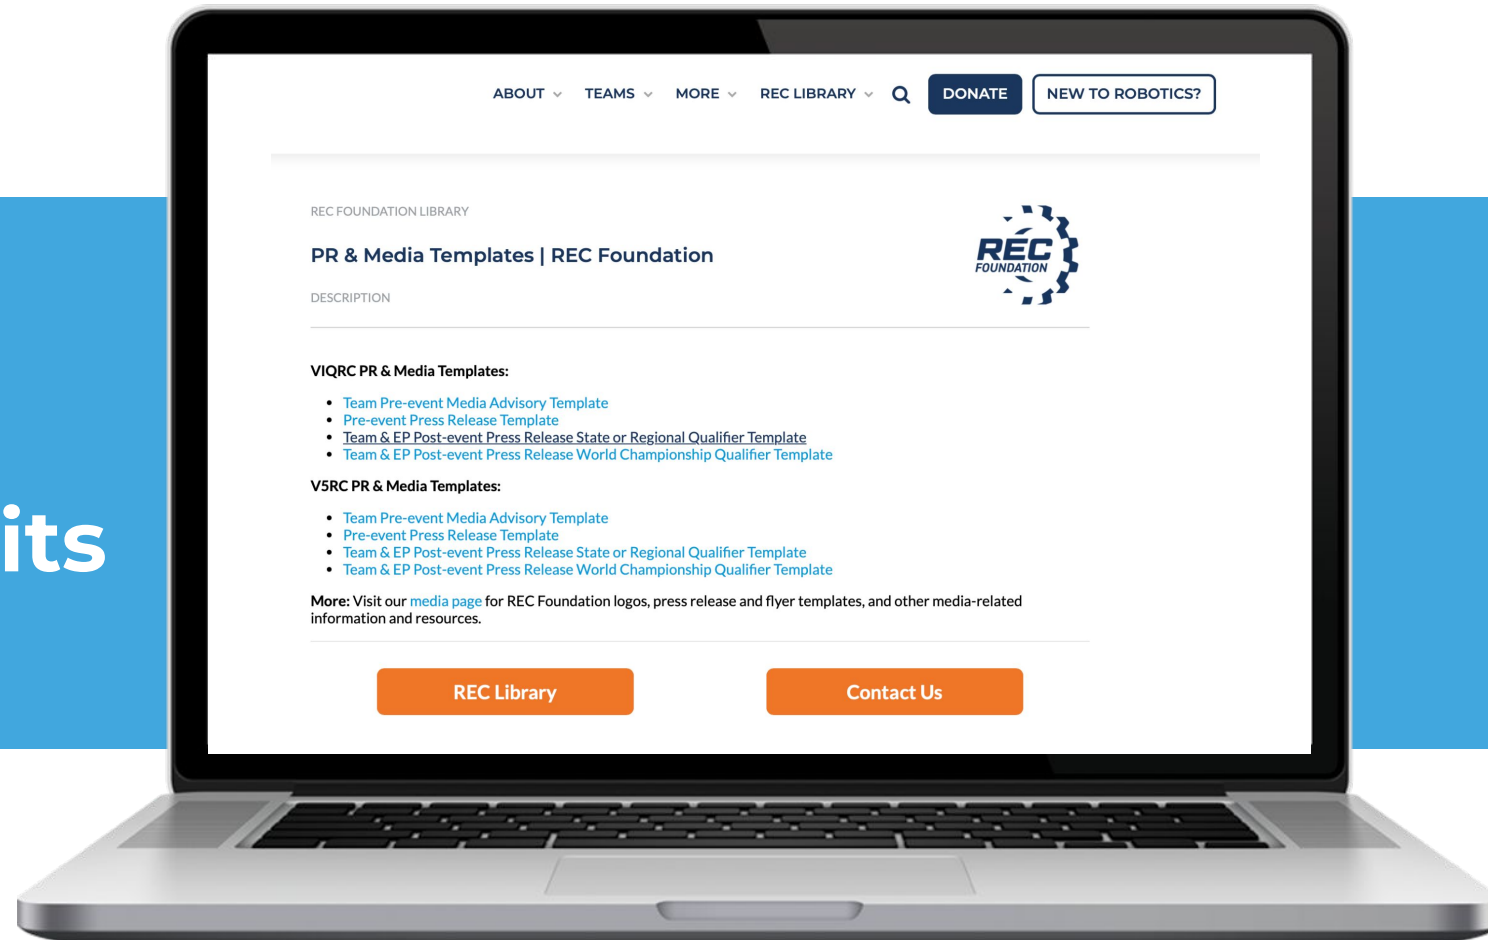 ABOUT TEAMS MORE REC LIBRARY DONATE NEW TO ROBOTICS?
REC FOUNDATION LIBRARY
PR & Media Templates | REC Foundation
REC
FOUNDATION
DESCRIPTION
VIQRC PR & Media Templates:
• Team Pre-event Media Advisory Template
• Pre-event Press Release Template
• Team & EP Post-event Press Release State or Regional Qualifier Template
• Team & EP Post-event Press Release World Championship Qualifier Template
V5RC PR & Media Templates:
• Team Pre-event Media Advisory Template
• Pre-event Press Release Template
• Team & EP Post-event Press Release State or Regional Qualifier Template
• Team & EP Post-event Press Release World Championship Qualifier Template
More: Visit our media page for REC Foundation logos, press release and flyer templates, and other media-related
information and resources.
REC Library Contact Us
its